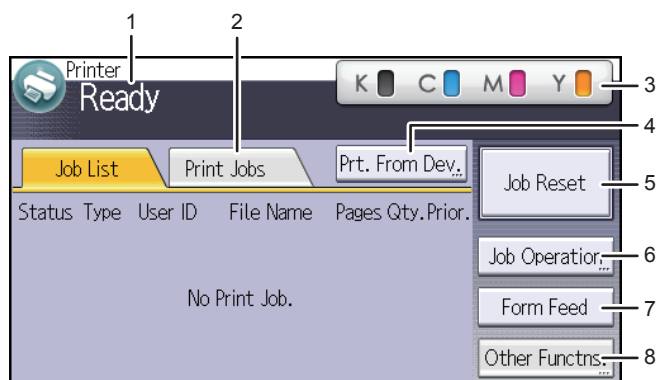 1 2
Printer
Ready
K C M Y 3
4
Job List Print Jobs Prt. From Dev.
Job Reset 5
Status Type User ID File Name Pages Qty. Prior.
Job Operation 6
No Print Job.
Form Feed 7
Other Functns. 8